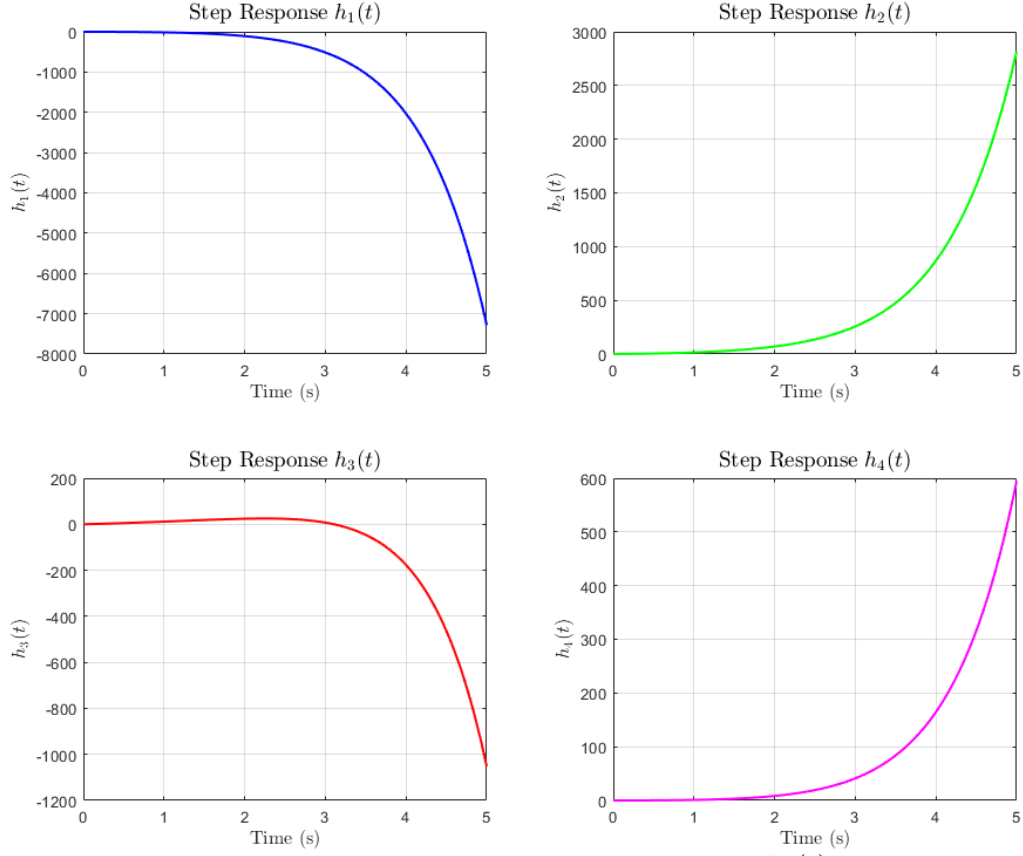 Step Response h₁(t)
0
-1000
-2000
-3000
-4000
-5000
-6000
-7000
-8000
h₁(t)
0 1 2 3 4 5
Time (s)
Step Response h₂(t)
3000
2500
2000
1500
1000
500
0
h₂(t)
0 1 2 3 4 5
Time (s)
Step Response h₃(t)
200
0
-200
-400
-600
-800
-1000
-1200
h₃(t)
0 1 2 3 4 5
Time (s)
Step Response h₄(t)
600
500
400
300
200
100
0
h₄(t)
0 1 2 3 4 5
Time (s)